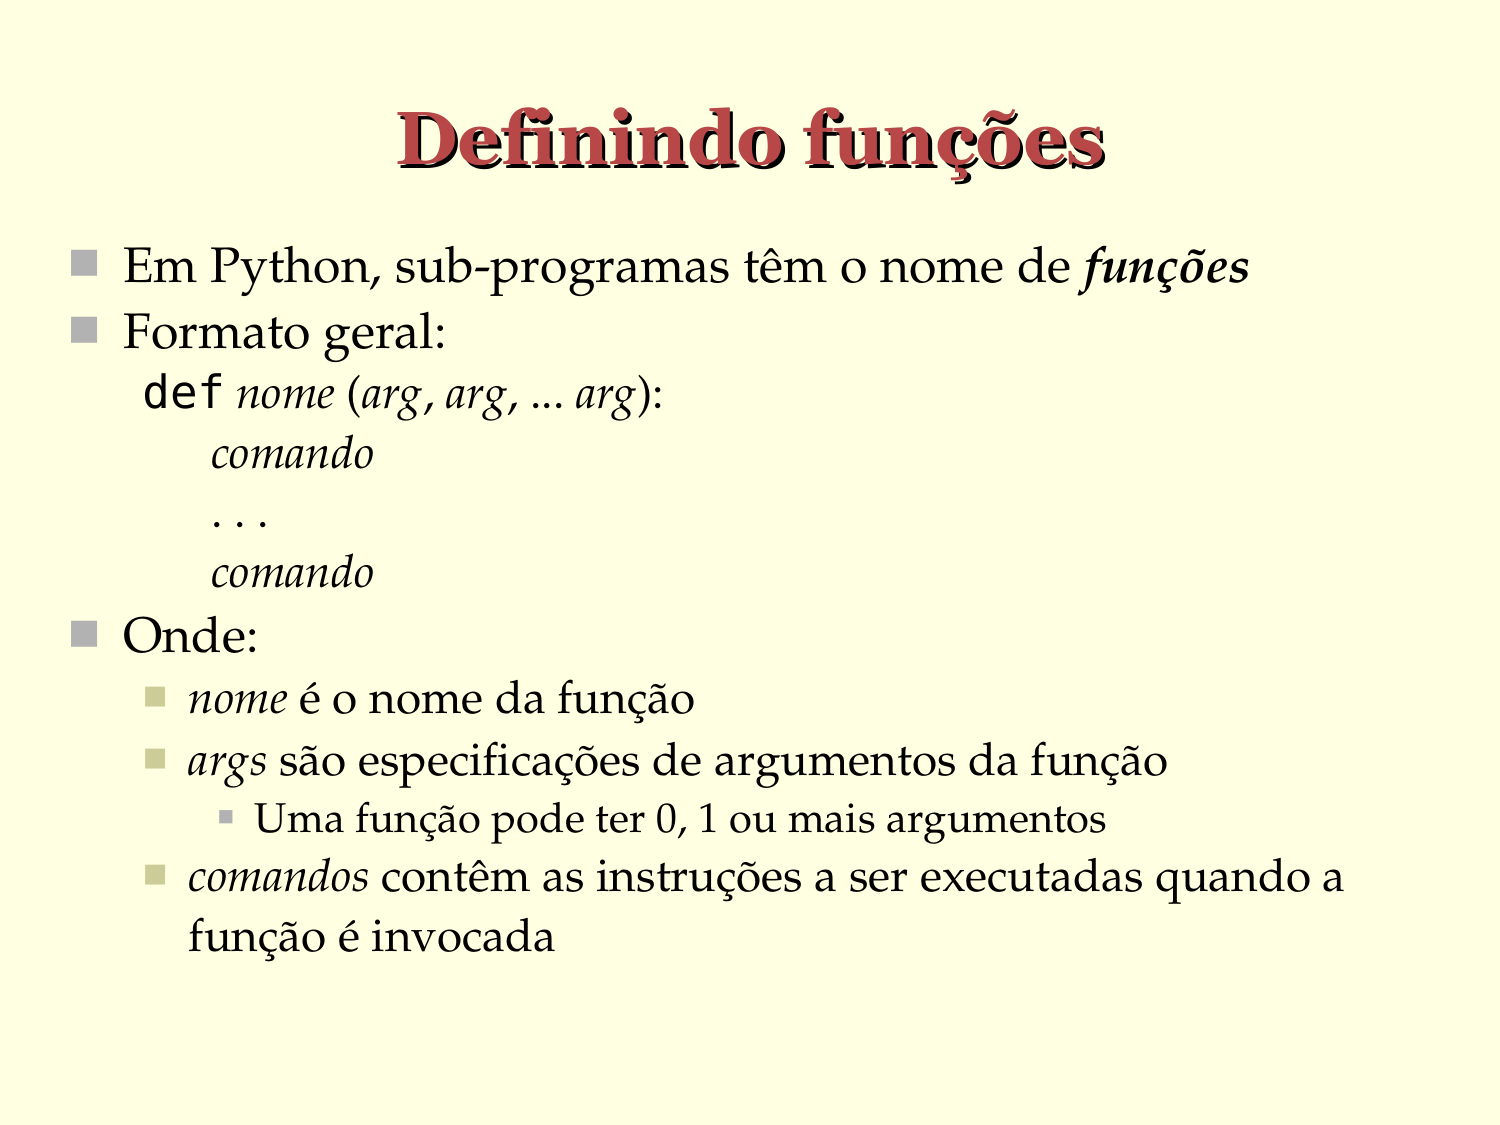 Definindo funções
Em Python, sub-programas têm o nome de funções
Formato geral:
def nome (arg, arg, ... arg):
comando
. . .
comando
Onde:
nome é o nome da função
args são especificações de argumentos da função
Uma função pode ter 0, 1 ou mais argumentos
comandos contêm as instruções a ser executadas quando a
função é invocada